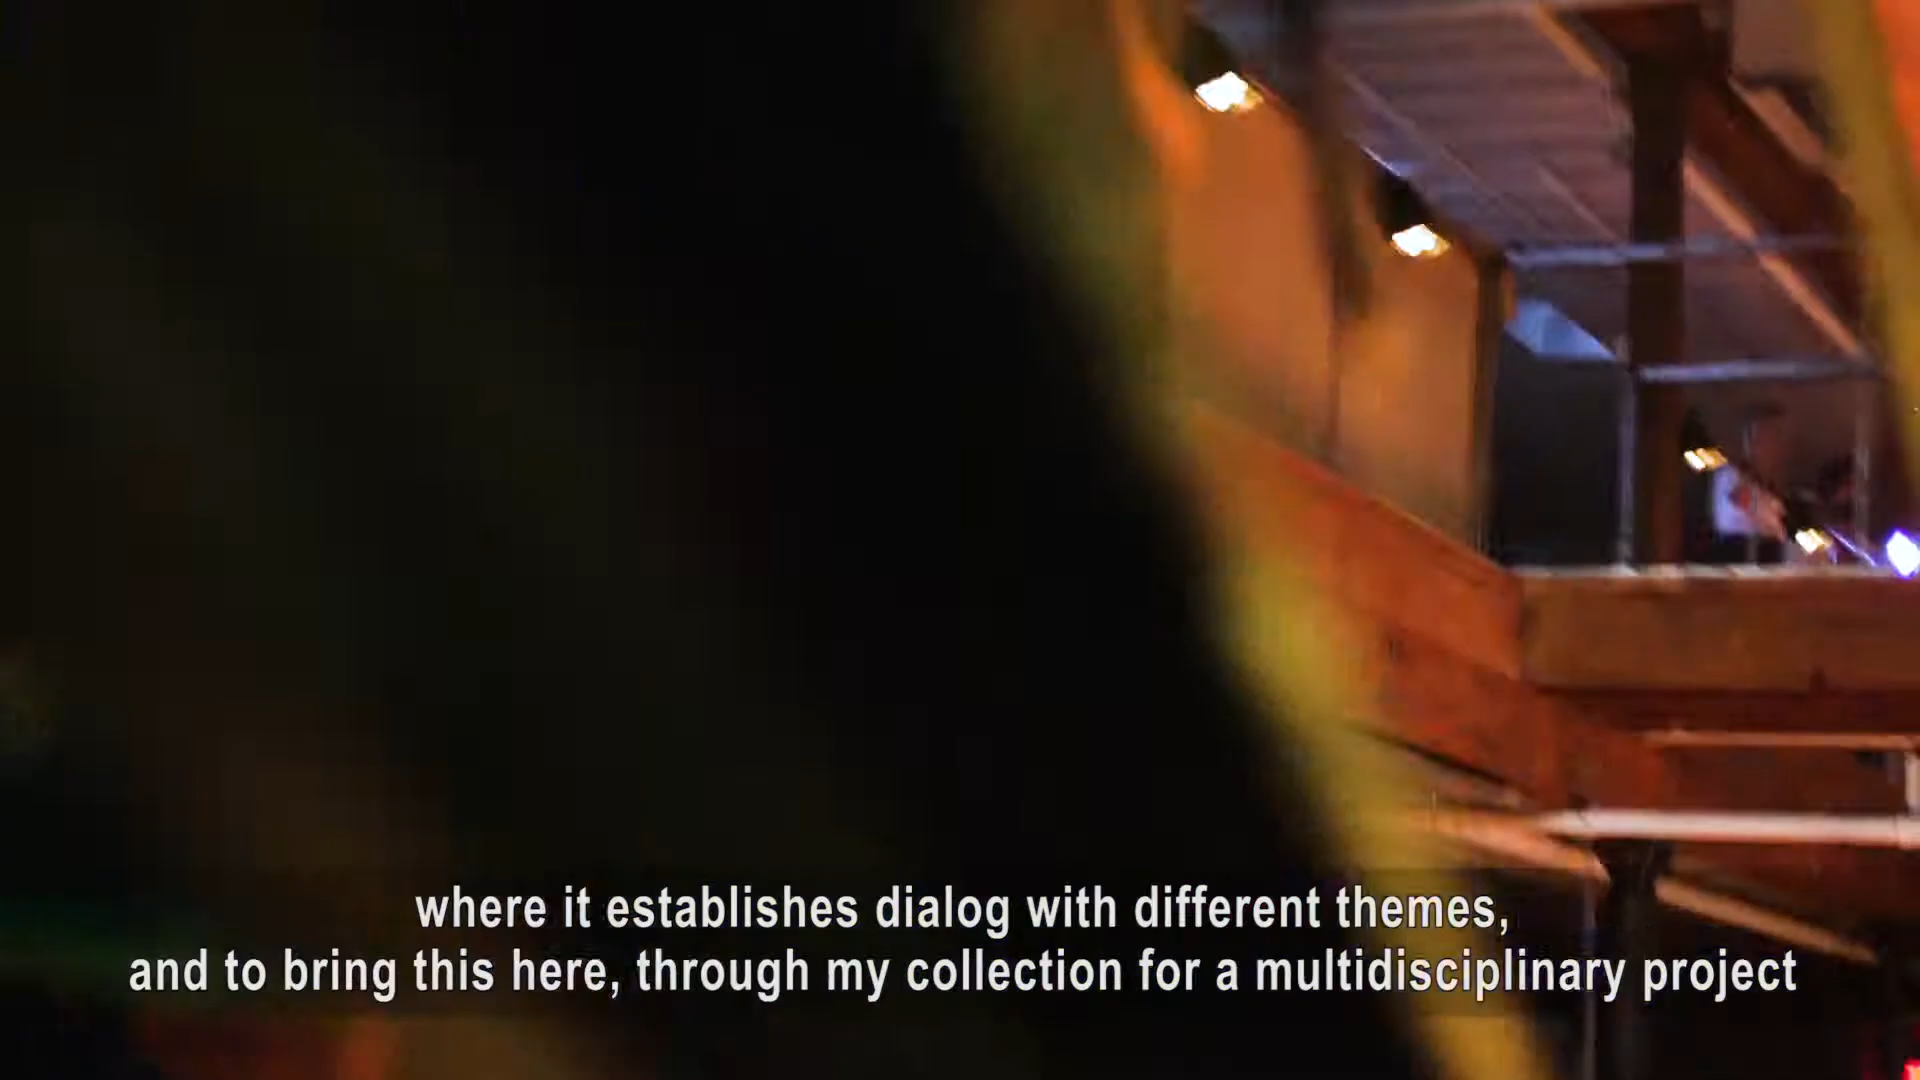 where it establishes dialog with different themes,
and to bring this here, through my collection for a multidisciplinary project